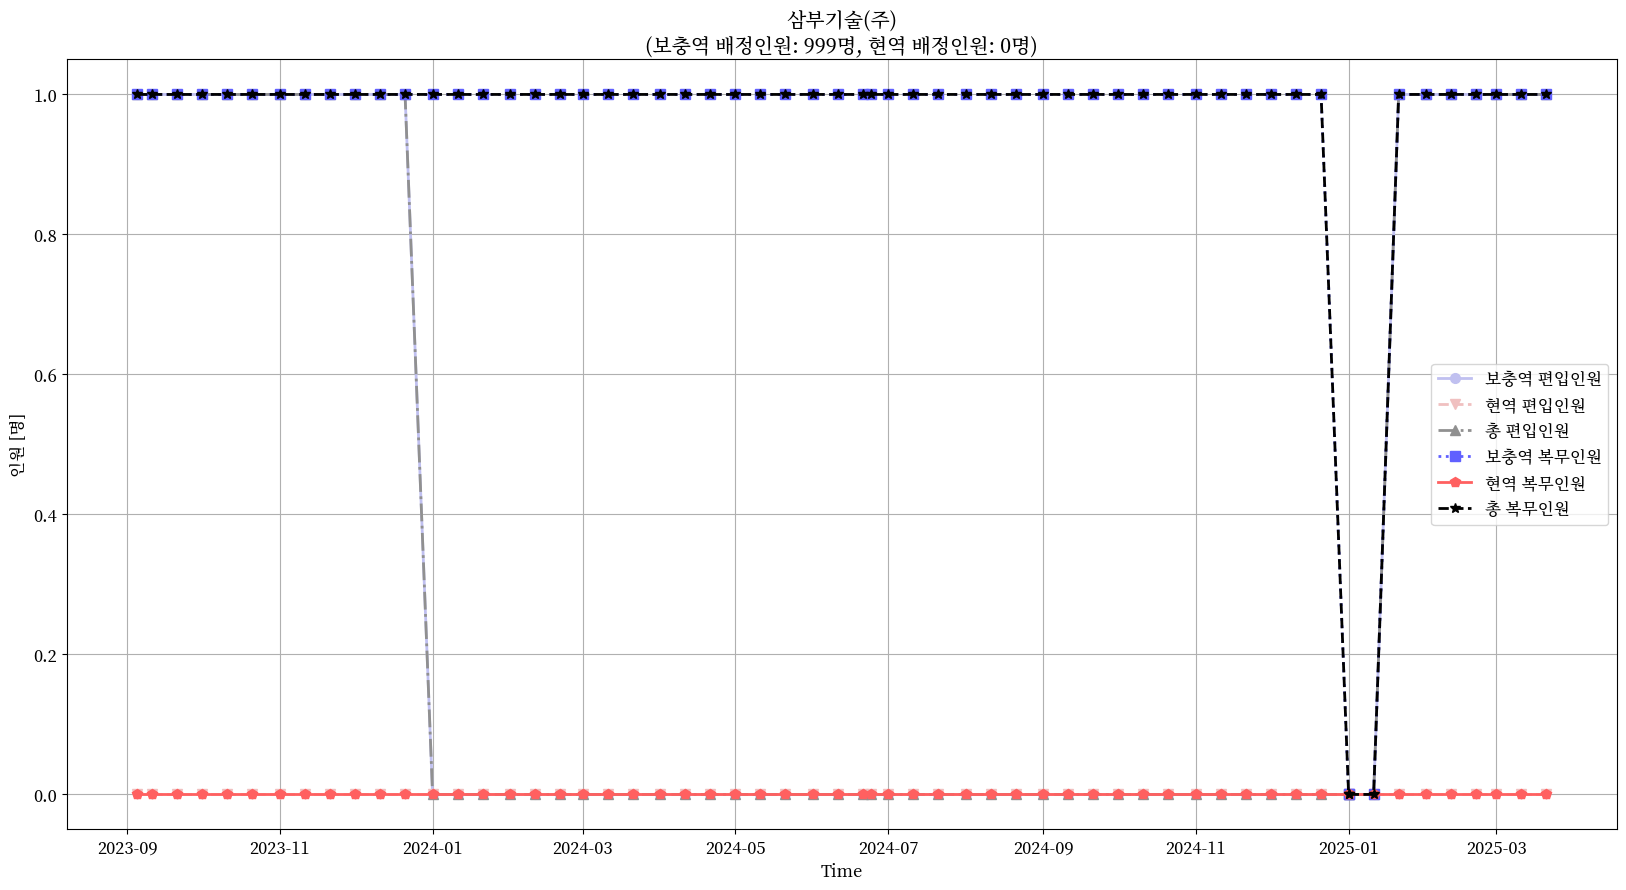 삼부기술(주)
(보충역 배정인원: 999명, 현역 배정인원: 0명)
인원 [명]
1.0
0.8
0.6
0.4
0.2
0.0
보충역 편입인원
현역 편입인원
총 편입인원
보충역 복무인원
현역 복무인원
총 복무인원
2023-09
2023-11
2024-01
2024-03
2024-05
2024-07
2024-09
2024-11
2025-01
2025-03
Time